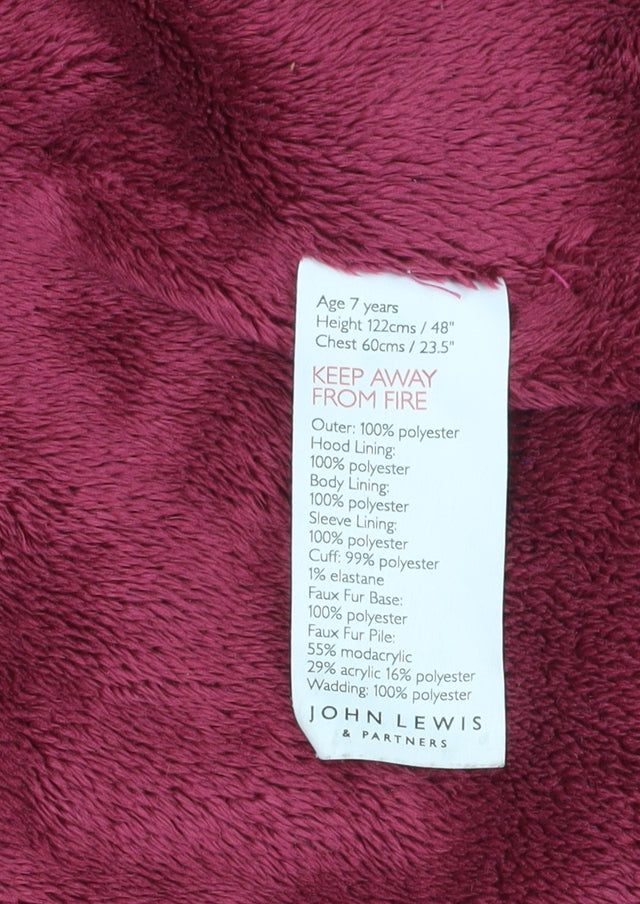 Age 7 years
Height 122cms / 48"
Chest 60cms / 23.5"
KEEP AWAY
FROM FIRE
Outer: 100% polyester
Hood Lining:
100% polyester
Body Lining:
100% polyester
Sleeve Lining:
100% polyester
Cuff: 99% polyester
1% elastane
Faux Fur Base:
100% polyester
Faux Fur Pile:
55% modacrylic
29% acrylic 16% polyester
Wadding: 100% polyester
JOHN LEWIS
& PARTNERS